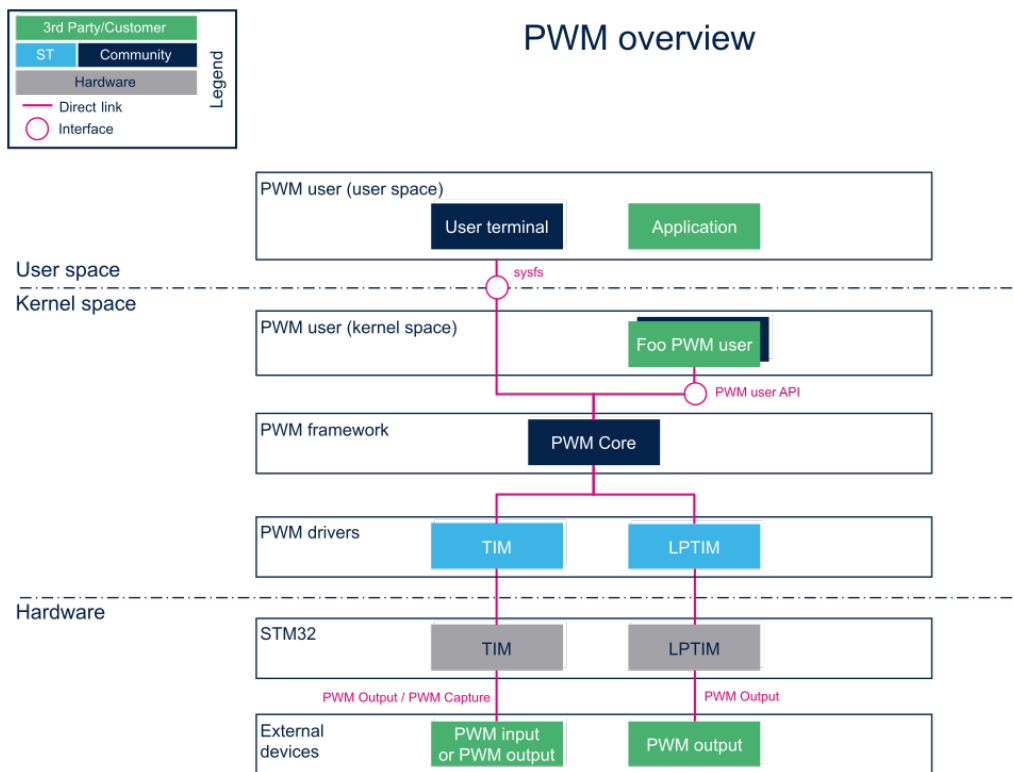 PWM overview
3rd Party/Customer
ST
Community
Hardware
Direct link
Interface
Legend
PWM user (user space)
User terminal
Application
User space
sysfs
Kernel space
PWM user (kernel space)
Foo PWM user
PWM user API
PWM framework
PWM Core
PWM drivers
TIM
LPTIM
Hardware
STM32
TIM
LPTIM
PWM Output / PWM Capture
PWM Output
External
devices
PWM input
or PWM output
PWM output